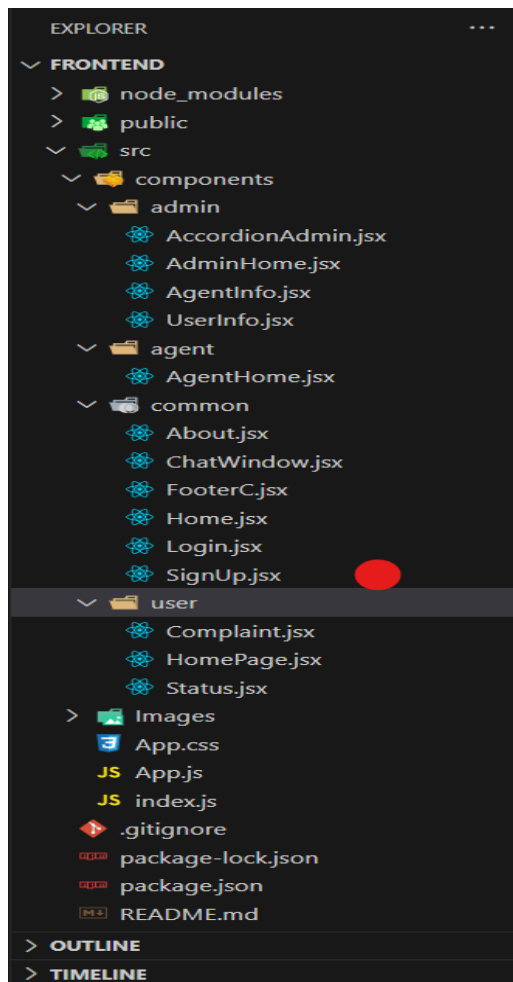 EXPLORER ···
FRONTEND
node_modules
public
src
components
admin
AccordionAdmin.jsx
AdminHome.jsx
AgentInfo.jsx
UserInfo.jsx
agent
AgentHome.jsx
common
About.jsx
ChatWindow.jsx
FooterC.jsx
Home.jsx
Login.jsx
SignUp.jsx
user
Complaint.jsx
HomePage.jsx
Status.jsx
Images
App.css
JS App.js
JS index.js
.gitignore
package-lock.json
package.json
README.md
OUTLINE
TIMELINE